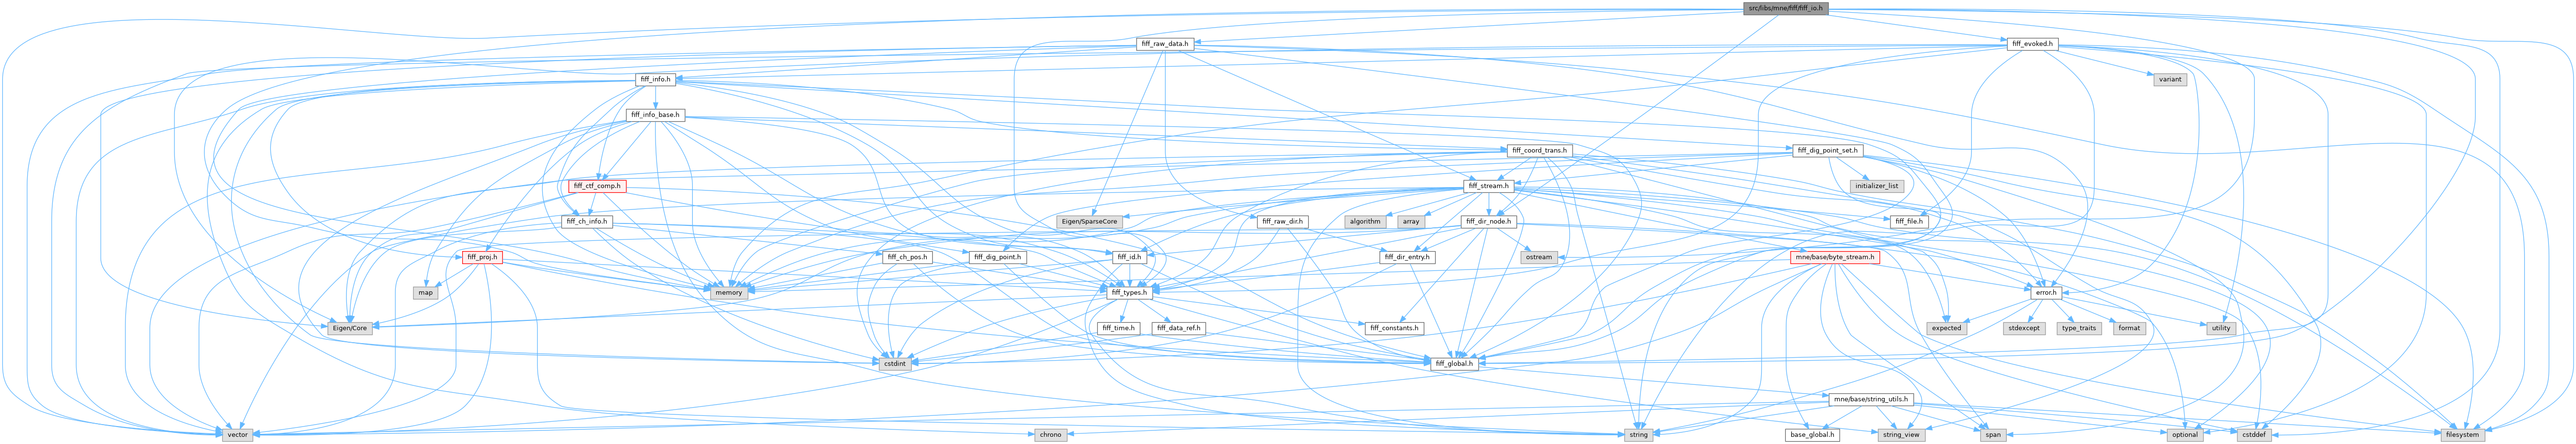 src/libs/mne/fiff/fiff_io.h
fiff_raw_data.h
fiff_evoked.h
fiff_info.h
variant
fiff_info_base.h
fiff_coord_trans.h
fiff_dig_point_set.h
fiff_ctf_comp.h
fiff_stream.h
initializer_list
fiff_ch_info.h
Eigen/SparseCore
fiff_raw_dir.h
algorithm
array
fiff_dir_node.h
fiff_file.h
fiff_proj.h
fiff_ch_pos.h
fiff_dig_point.h
fiff_id.h
fiff_dir_entry.h
ostream
mne/base/byte_stream.h
map
memory
fiff_types.h
error.h
Eigen/Core
fiff_time.h
fiff_data_ref.h
fiff_constants.h
expected
stdexcept
type_traits
format
utility
cstdint
fiff_global.h
mne/base/string_utils.h
vector
chrono
string
base_global.h
string_view
span
optional
cstddef
filesystem